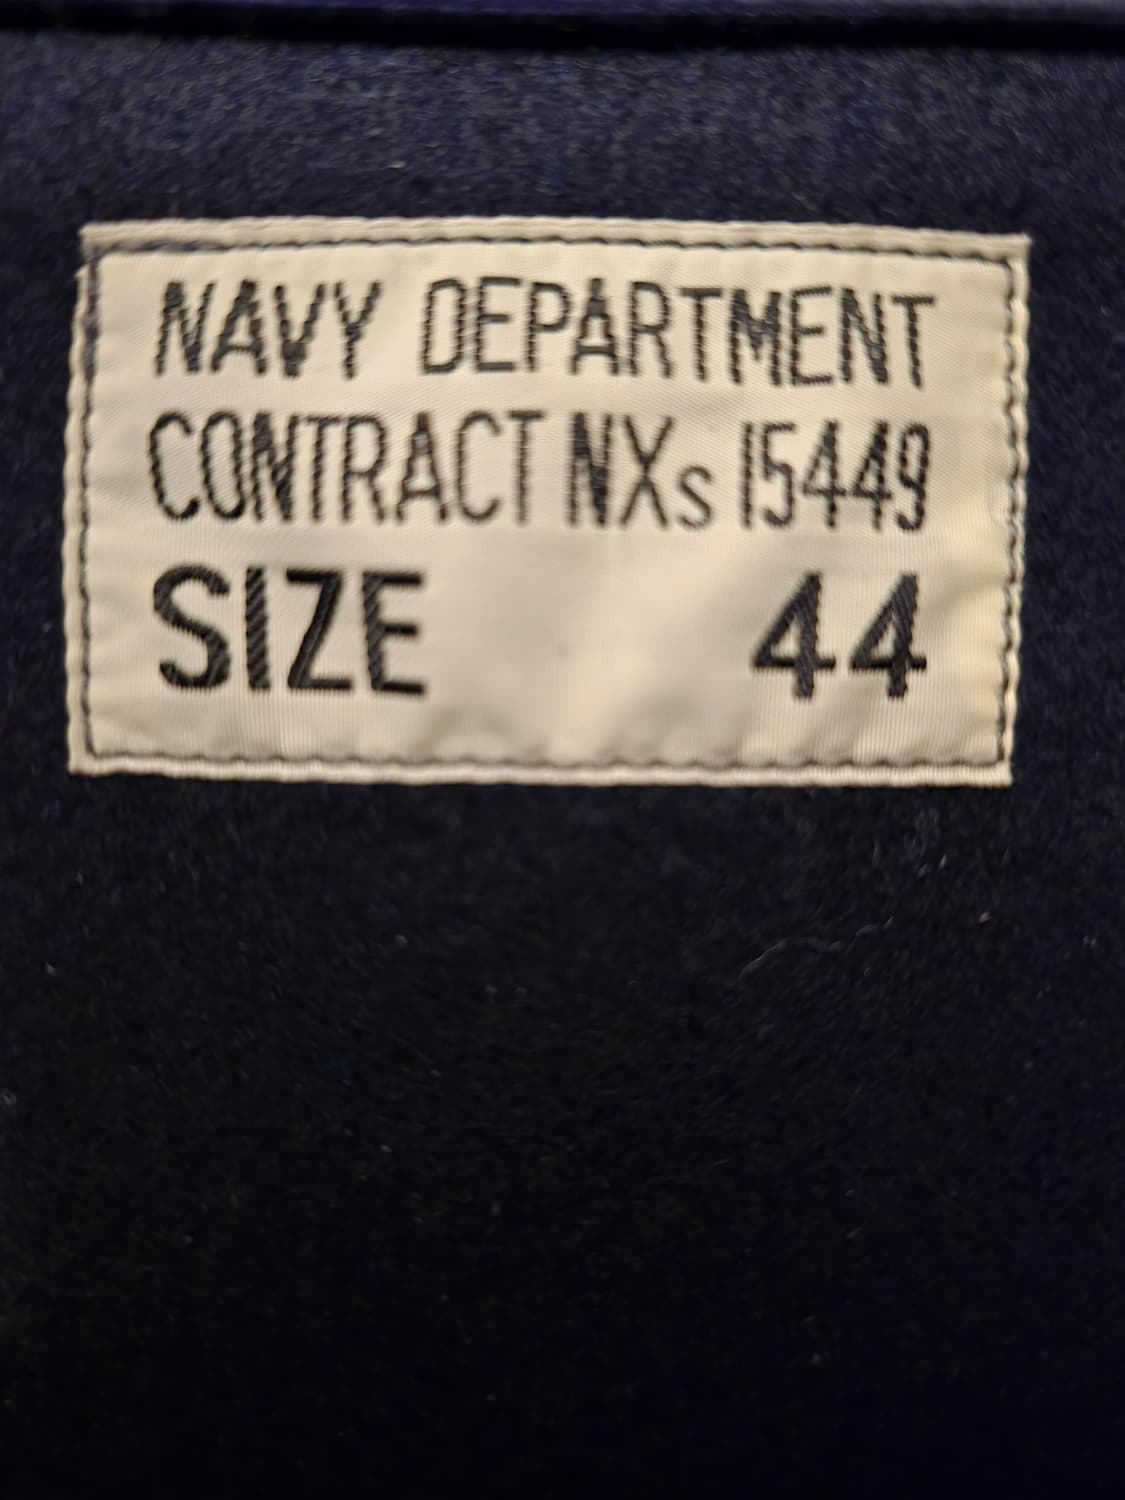 NAVY DEPARTMENT
CONTRACT NXs 15449
SIZE 44